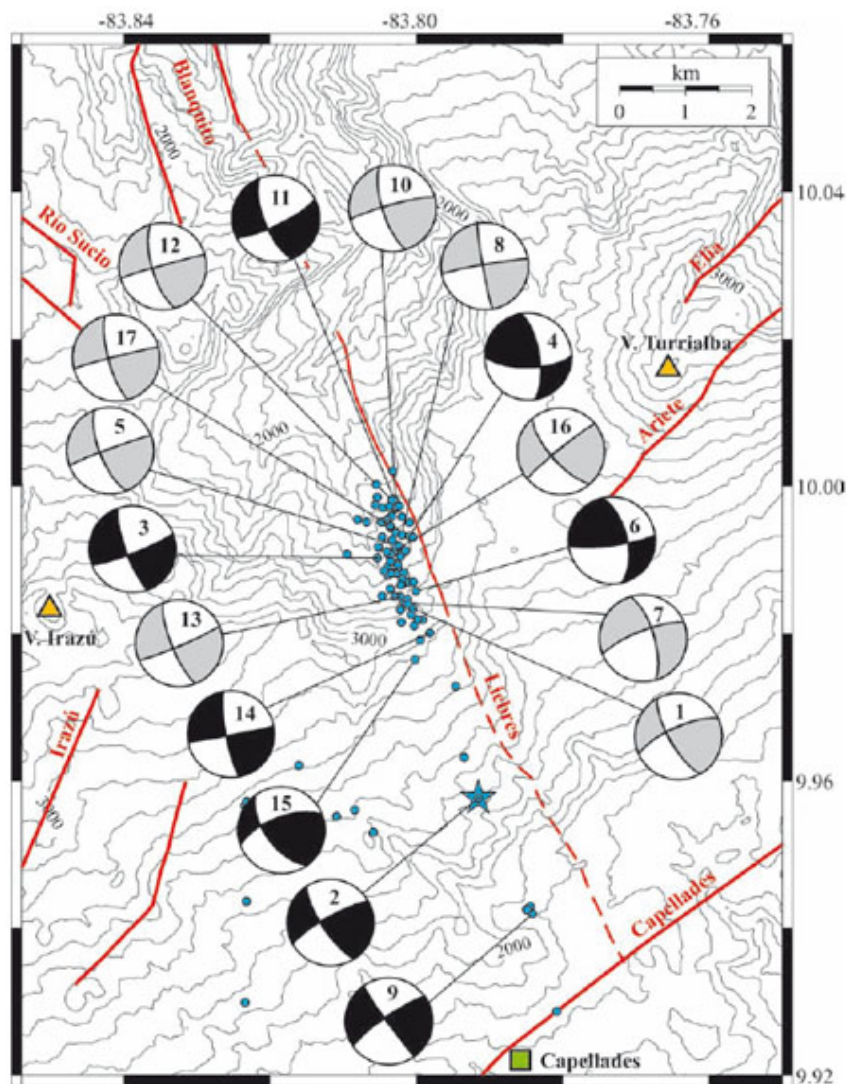 -83.84 -83.80 -83.76
km
0 1 2
Blanquito
2000
11
10
2000
10.04
Rio Sucio
12
8
Elia
3000
17
4
V. Turrialba
Ariete
5
2000
16
10.00
3
6
V. Irazú
13
3000
7
Liebres
1
Irazú
14
9.96
3000
15
2
Capellades
2000
9
Capellades
9.92